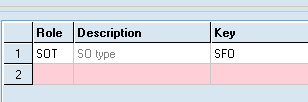 Role Description Key
1 SOT SO type SFO
2